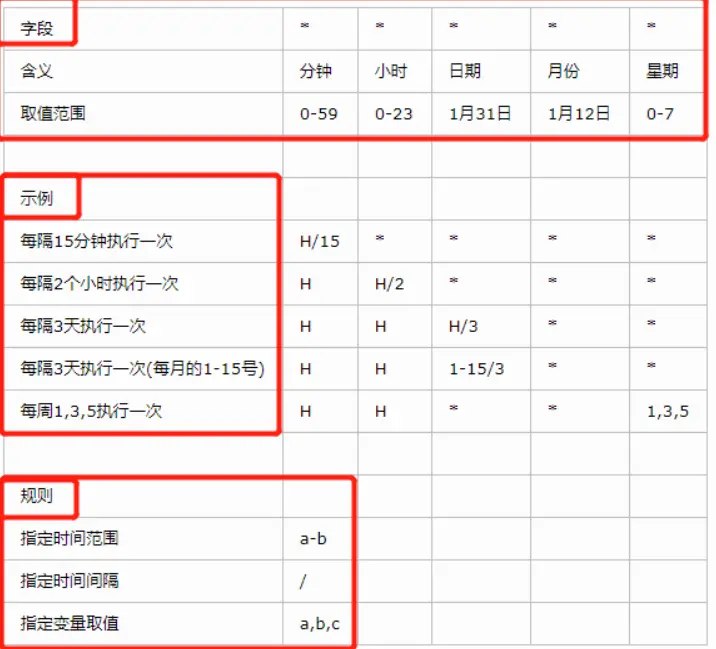 字段 * * * * *
含义 分钟 小时 日期 月份 星期
取值范围 0-59 0-23 1月31日 1月12日 0-7
示例
每隔15分钟执行一次 H/15 * * * *
每隔2个小时执行一次 H H/2 * * *
每隔3天执行一次 H H H/3 * *
每隔3天执行一次(每月的1-15号) H H 1-15/3 * *
每周1,3,5执行一次 H H * * 1,3,5
规则
指定时间范围 a-b
指定时间间隔 /
指定变量取值 a,b,c